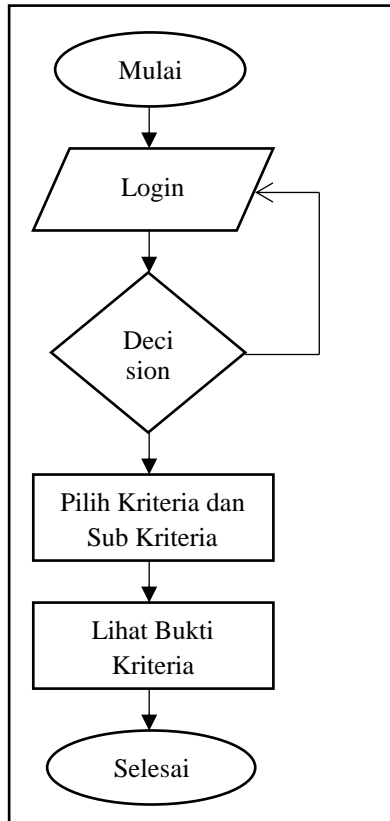 Mulai
Login
Deci
sion
Pilih Kriteria dan
Sub Kriteria
Lihat Bukti
Kriteria
Selesai